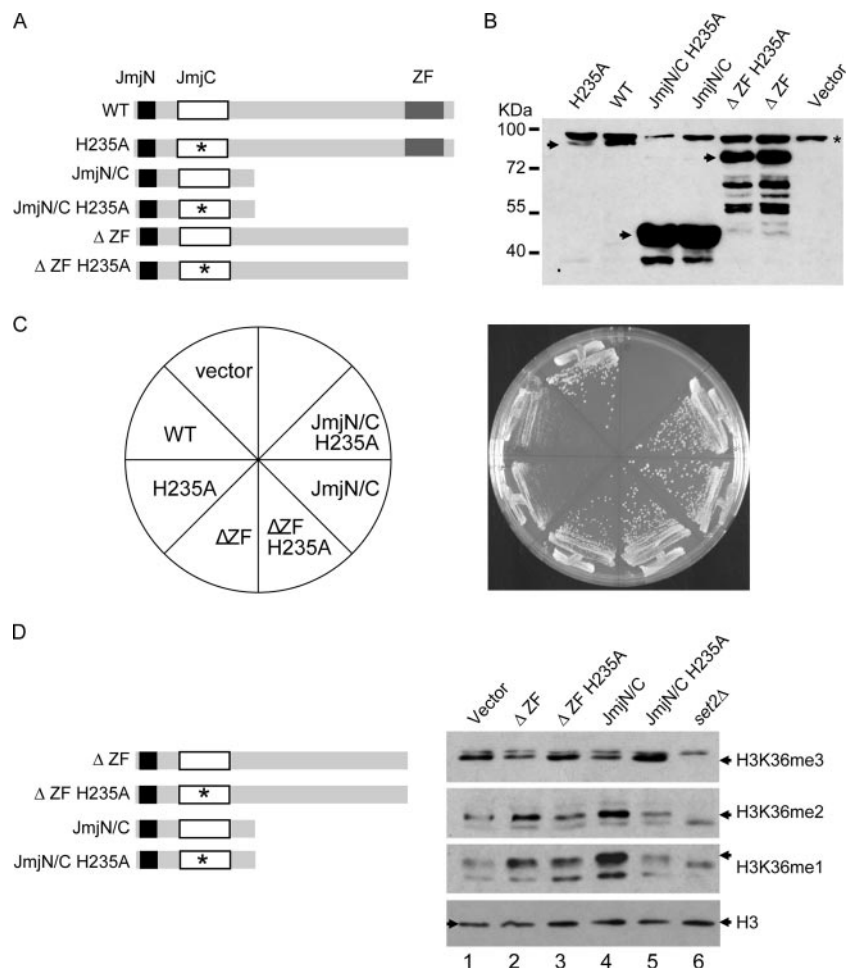 A
JmjN JmjC ZF
WT
H235A
*
JmjN/C
JmjN/C H235A
*
Δ ZF
Δ ZF H235A
*
B
H235A
WT
JmjN/C H235A
JmjN/C
Δ ZF H235A
Δ ZF
Vector
KDa
100
72
55
40
*
C
vector
WT
JmjN/C
H235A
H235A
JmjN/C
ΔZF
ΔZF
H235A
D
Δ ZF
Δ ZF H235A
*
JmjN/C
JmjN/C H235A
*
Vector
Δ ZF
Δ ZF H235A
JmjN/C
JmjN/C H235A
set2Δ
H3K36me3
H3K36me2
H3K36me1
H3
1 2 3 4 5 6